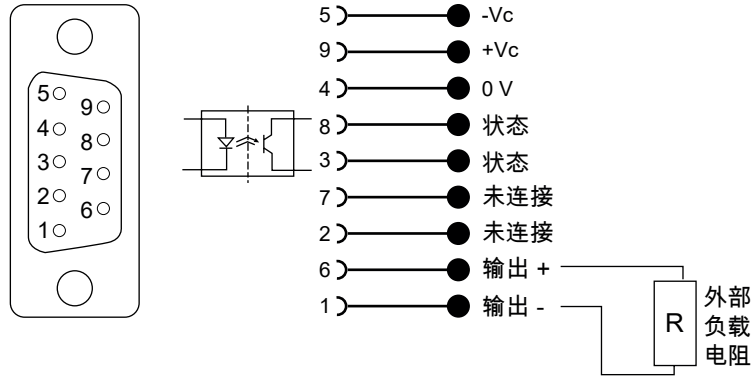 5 -Vc
9 +Vc
4 0 V
8 状态
3 状态
7 未连接
2 未连接
6 输出 +
1 输出 -
5
9
4
8
3
7
2
6
1
R
外部
负载
电阻